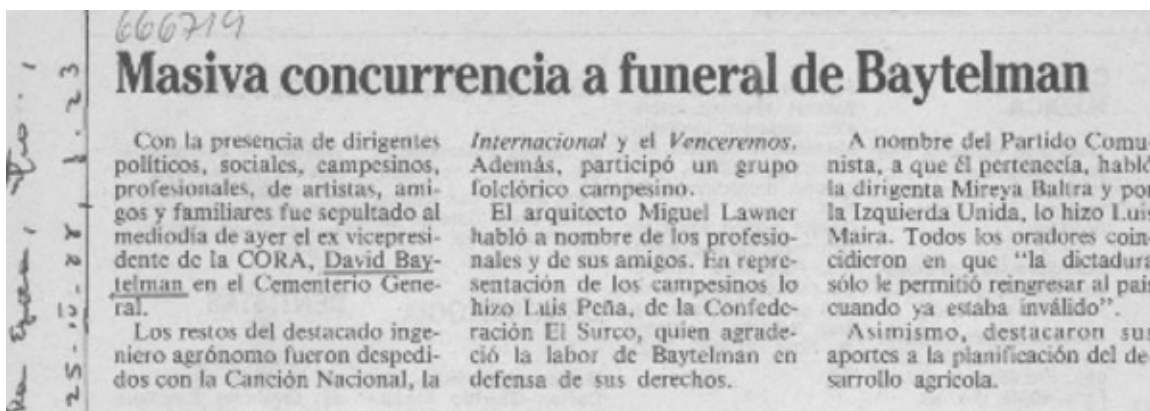 666719
Masiva concurrencia a funeral de Baytelman
Con la presencia de dirigentes
políticos, sociales, campesinos,
profesionales, de artistas, ami-
gos y familiares fue sepultado al
mediodía de ayer el ex vicepresi-
dente de la CORA, David Bay-
telman en el Cementerio Gene-
ral.
Los restos del destacado inge-
niero agrónomo fueron despedi-
dos con la Canción Nacional, la
Internacional y el Venceremos.
Además, participó un grupo
folclórico campesino.
El arquitecto Miguel Lawner
habló a nombre de los profesio-
nales y de sus amigos. En repre-
sentación de los campesinos lo
hizo Luis Peña, de la Confede-
ración El Surco, quien agrade-
ció la labor de Baytelman en
defensa de sus derechos.
A nombre del Partido Comu-
nista, a que él pertenecía, habló
la dirigenta Mireya Baltra y por
la Izquierda Unida, lo hizo Luis
Maira. Todos los oradores coin-
cidieron en que “la dictadura
sólo le permitió reingresar al país
cuando ya estaba inválido”.
Asimismo, destacaron sus
aportes a la planificación del de-
sarrollo agrícola.